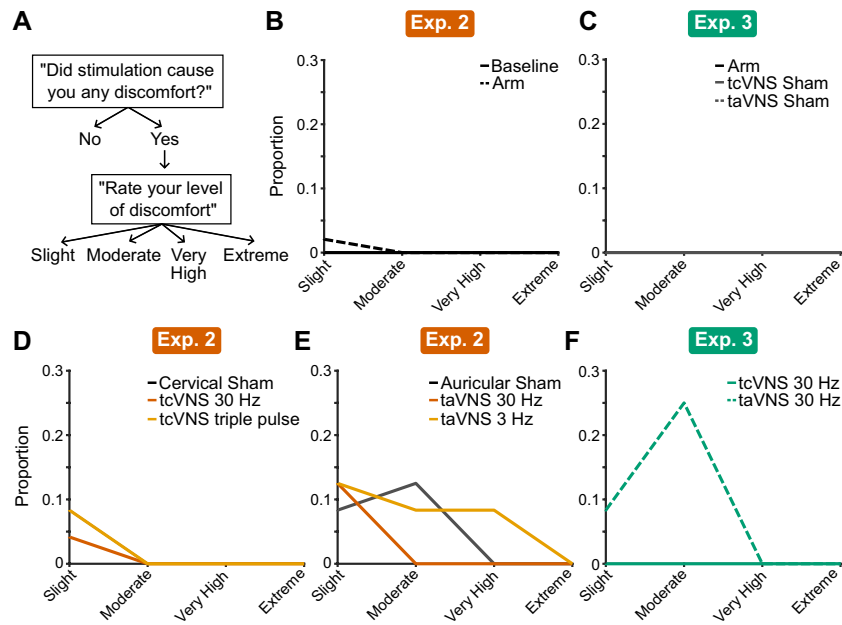 A
"Did stimulation cause
you any discomfort?"
No
Yes
"Rate your level
of discomfort"
Slight
Moderate
Very
High
Extreme
B
Exp. 2
0.3
0.2
0.1
0
Proportion
Baseline
Arm
Slight
Moderate
Very High
Extreme
C
Exp. 3
0.3
0.2
0.1
0
Arm
tcVNS Sham
taVNS Sham
Slight
Moderate
Very High
Extreme
D
Exp. 2
0.3
0.2
0.1
0
Proportion
Cervical Sham
tcVNS 30 Hz
tcVNS triple pulse
Slight
Moderate
Very High
Extreme
E
Exp. 2
0.3
0.2
0.1
0
Auricular Sham
taVNS 30 Hz
taVNS 3 Hz
Slight
Moderate
Very High
Extreme
F
Exp. 3
0.3
0.2
0.1
0
tcVNS 30 Hz
taVNS 30 Hz
Slight
Moderate
Very High
Extreme